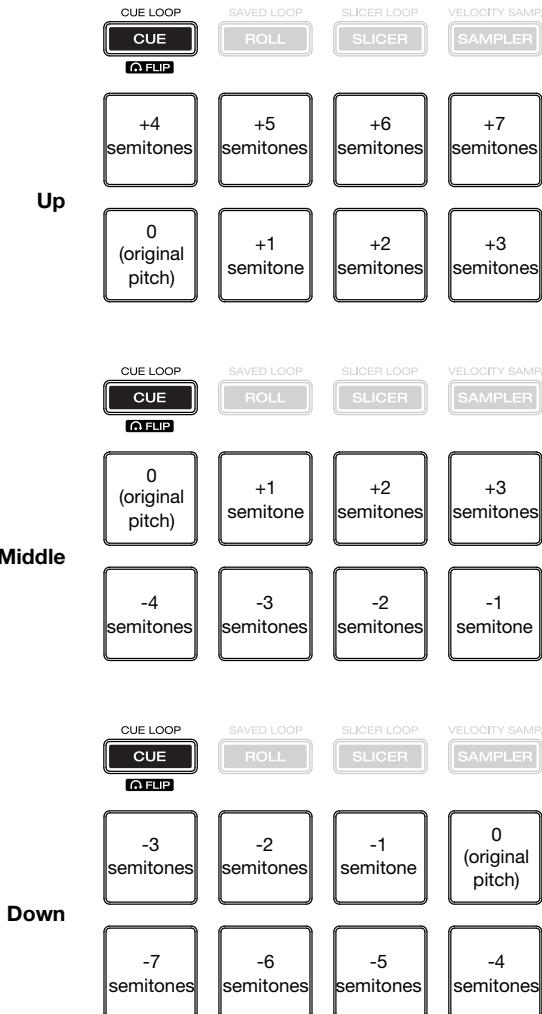 CUE LOOP SAVED LOOP SLICER LOOP VELOCITY SAMP.
CUE ROLL SLICER SAMPLER
FLIP
+4 +5 +6 +7
semitones semitones semitones semitones
Up
0
(original
pitch)
+1
semitone
+2
semitones
+3
semitones
CUE LOOP SAVED LOOP SLICER LOOP VELOCITY SAMP.
CUE ROLL SLICER SAMPLER
FLIP
0
(original
pitch)
+1
semitone
+2
semitones
+3
semitones
Middle
-4 -3 -2 -1
semitones semitones semitones semitone
CUE LOOP SAVED LOOP SLICER LOOP VELOCITY SAMP.
CUE ROLL SLICER SAMPLER
FLIP
-3
semitones
-2
semitones
-1
semitone
0
(original
pitch)
Down
-7 -6 -5 -4
semitones semitones semitones semitones